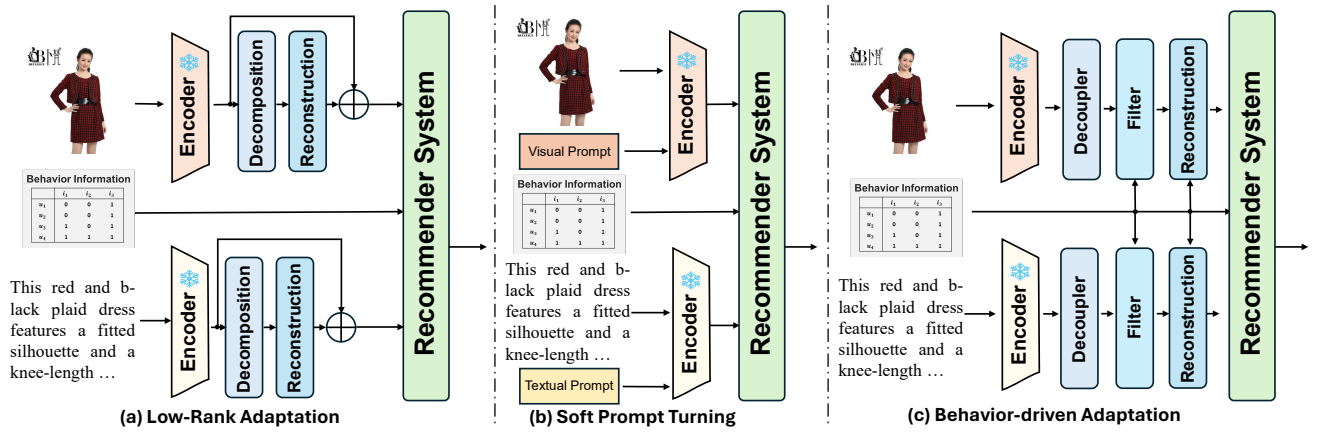 Encoder
Decomposition
Reconstruction
Behavior Information
i₁ i₂ i₃
u₁ 0 0 1
u₂ 0 0 1
u₃ 1 0 1
u₄ 1 1 1
This red and b-
lack plaid dress
features a fitted
silhouette and a
knee-length …
Encoder
Decomposition
Reconstruction
Recommender System
(a) Low-Rank Adaptation
B
Visual Prompt
Encoder
Behavior Information
i₁ i₂ i₃
u₁ 0 0 1
u₂ 0 0 1
u₃ 1 0 1
u₄ 1 1 1
This red and b-
lack plaid dress
features a fitted
silhouette and a
knee-length …
Textual Prompt
Encoder
Recommender System
(b) Soft Prompt Turning
Encoder
Decoupler
Filter
Reconstruction
Behavior Information
i₁ i₂ i₃
u₁ 0 0 1
u₂ 0 0 1
u₃ 1 0 1
u₄ 1 1 1
This red and b-
lack plaid dress
features a fitted
silhouette and a
knee-length …
Encoder
Decoupler
Filter
Reconstruction
Recommender System
(c) Behavior-driven Adaptation